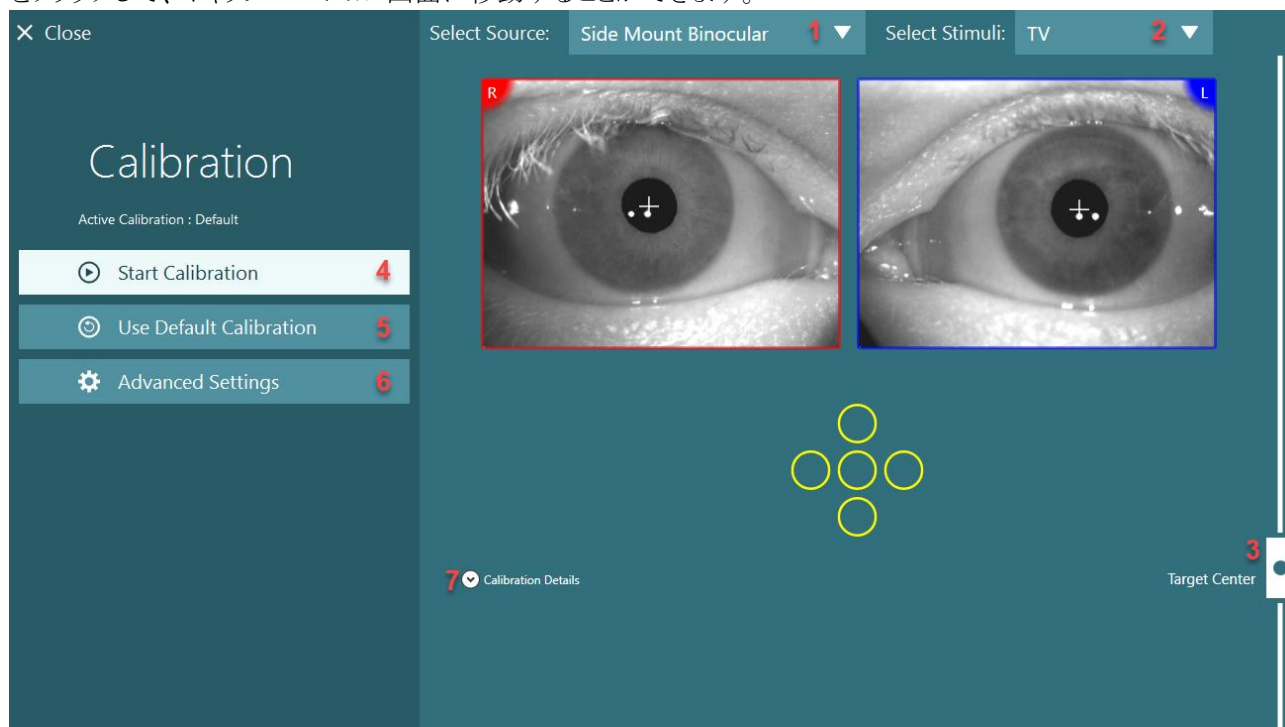 × Close
Select Source: Side Mount Binocular 1 Select Stimuli: TV 2
R
L
Calibration
Active Calibration : Default
Start Calibration 4
Use Default Calibration 5
Advanced Settings 6
3
7 Calibration Details
Target Center